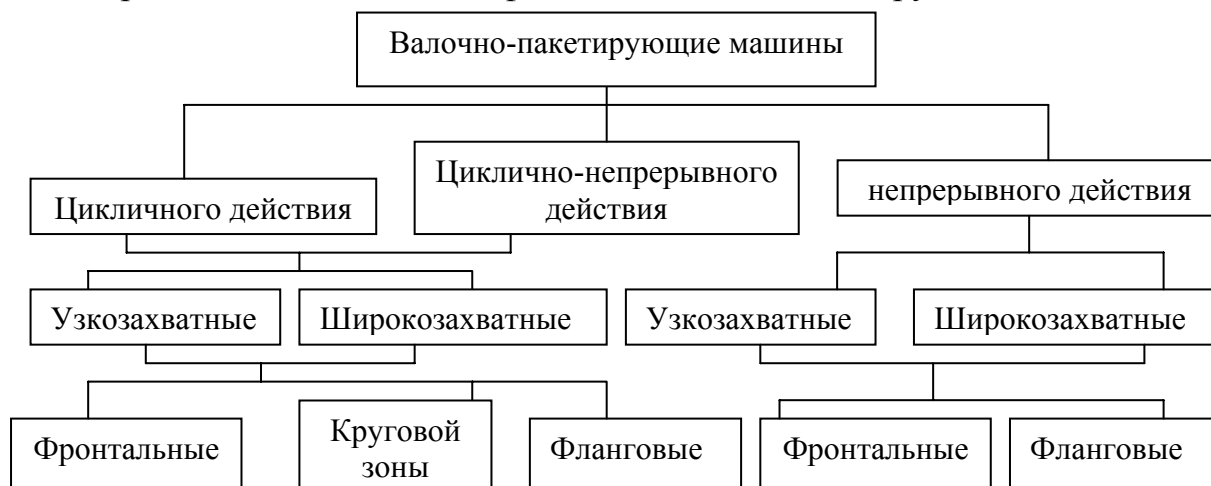 Валочно-пакетирующие машины
Циклично-непрерывного
действия
Цикличного действия
непрерывного действия
Узкозахватные
Широкозахватные
Узкозахватные
Широкозахватные
Фронтальные
Круговой
зоны
Фланговые
Фронтальные
Фланговые